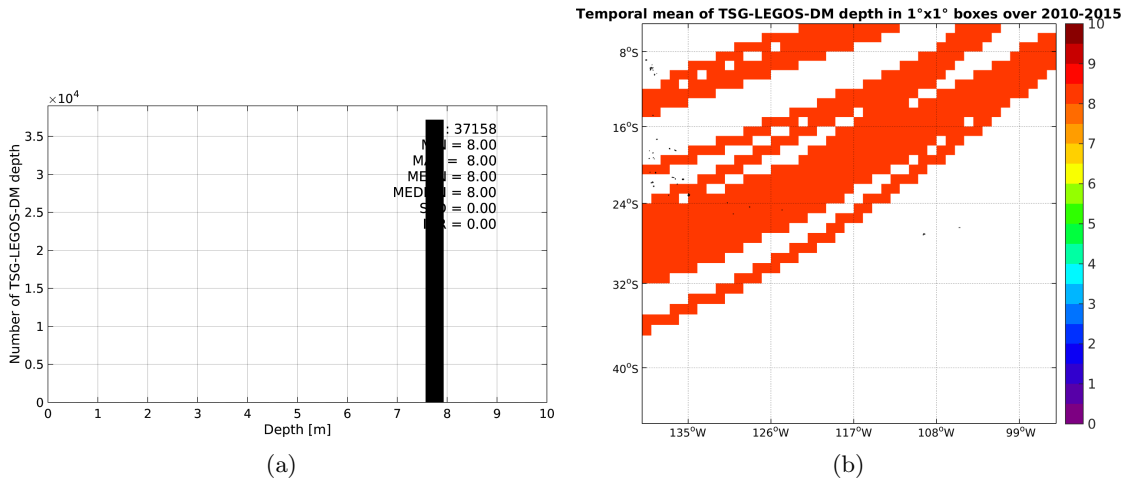 Temporal mean of TSG-LEGOS-DM depth in 1°x1° boxes over 2010-2015
×10⁴
3.5
3
2.5
2
1.5
1
0.5
0
Number of TSG-LEGOS-DM depth
: 37158
= 8.00
= 8.00
= 8.00
= 8.00
= 0.00
= 0.00
0 1 2 3 4 5 6 7 8 9 10
Depth [m]
(a)
8°S
16°S
24°S
32°S
40°S
135°W 126°W 117°W 108°W 99°W
10
9
8
7
6
5
4
3
2
1
0
(b)